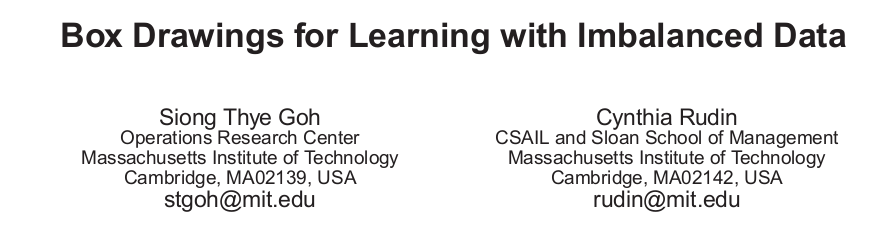 Box Drawings for Learning with Imbalanced Data
Siong Thye Goh
Operations Research Center
Massachusetts Institute of Technology
Cambridge, MA02139, USA
stgoh@mit.edu
Cynthia Rudin
CSAIL and Sloan School of Management
Massachusetts Institute of Technology
Cambridge, MA02142, USA
rudin@mit.edu